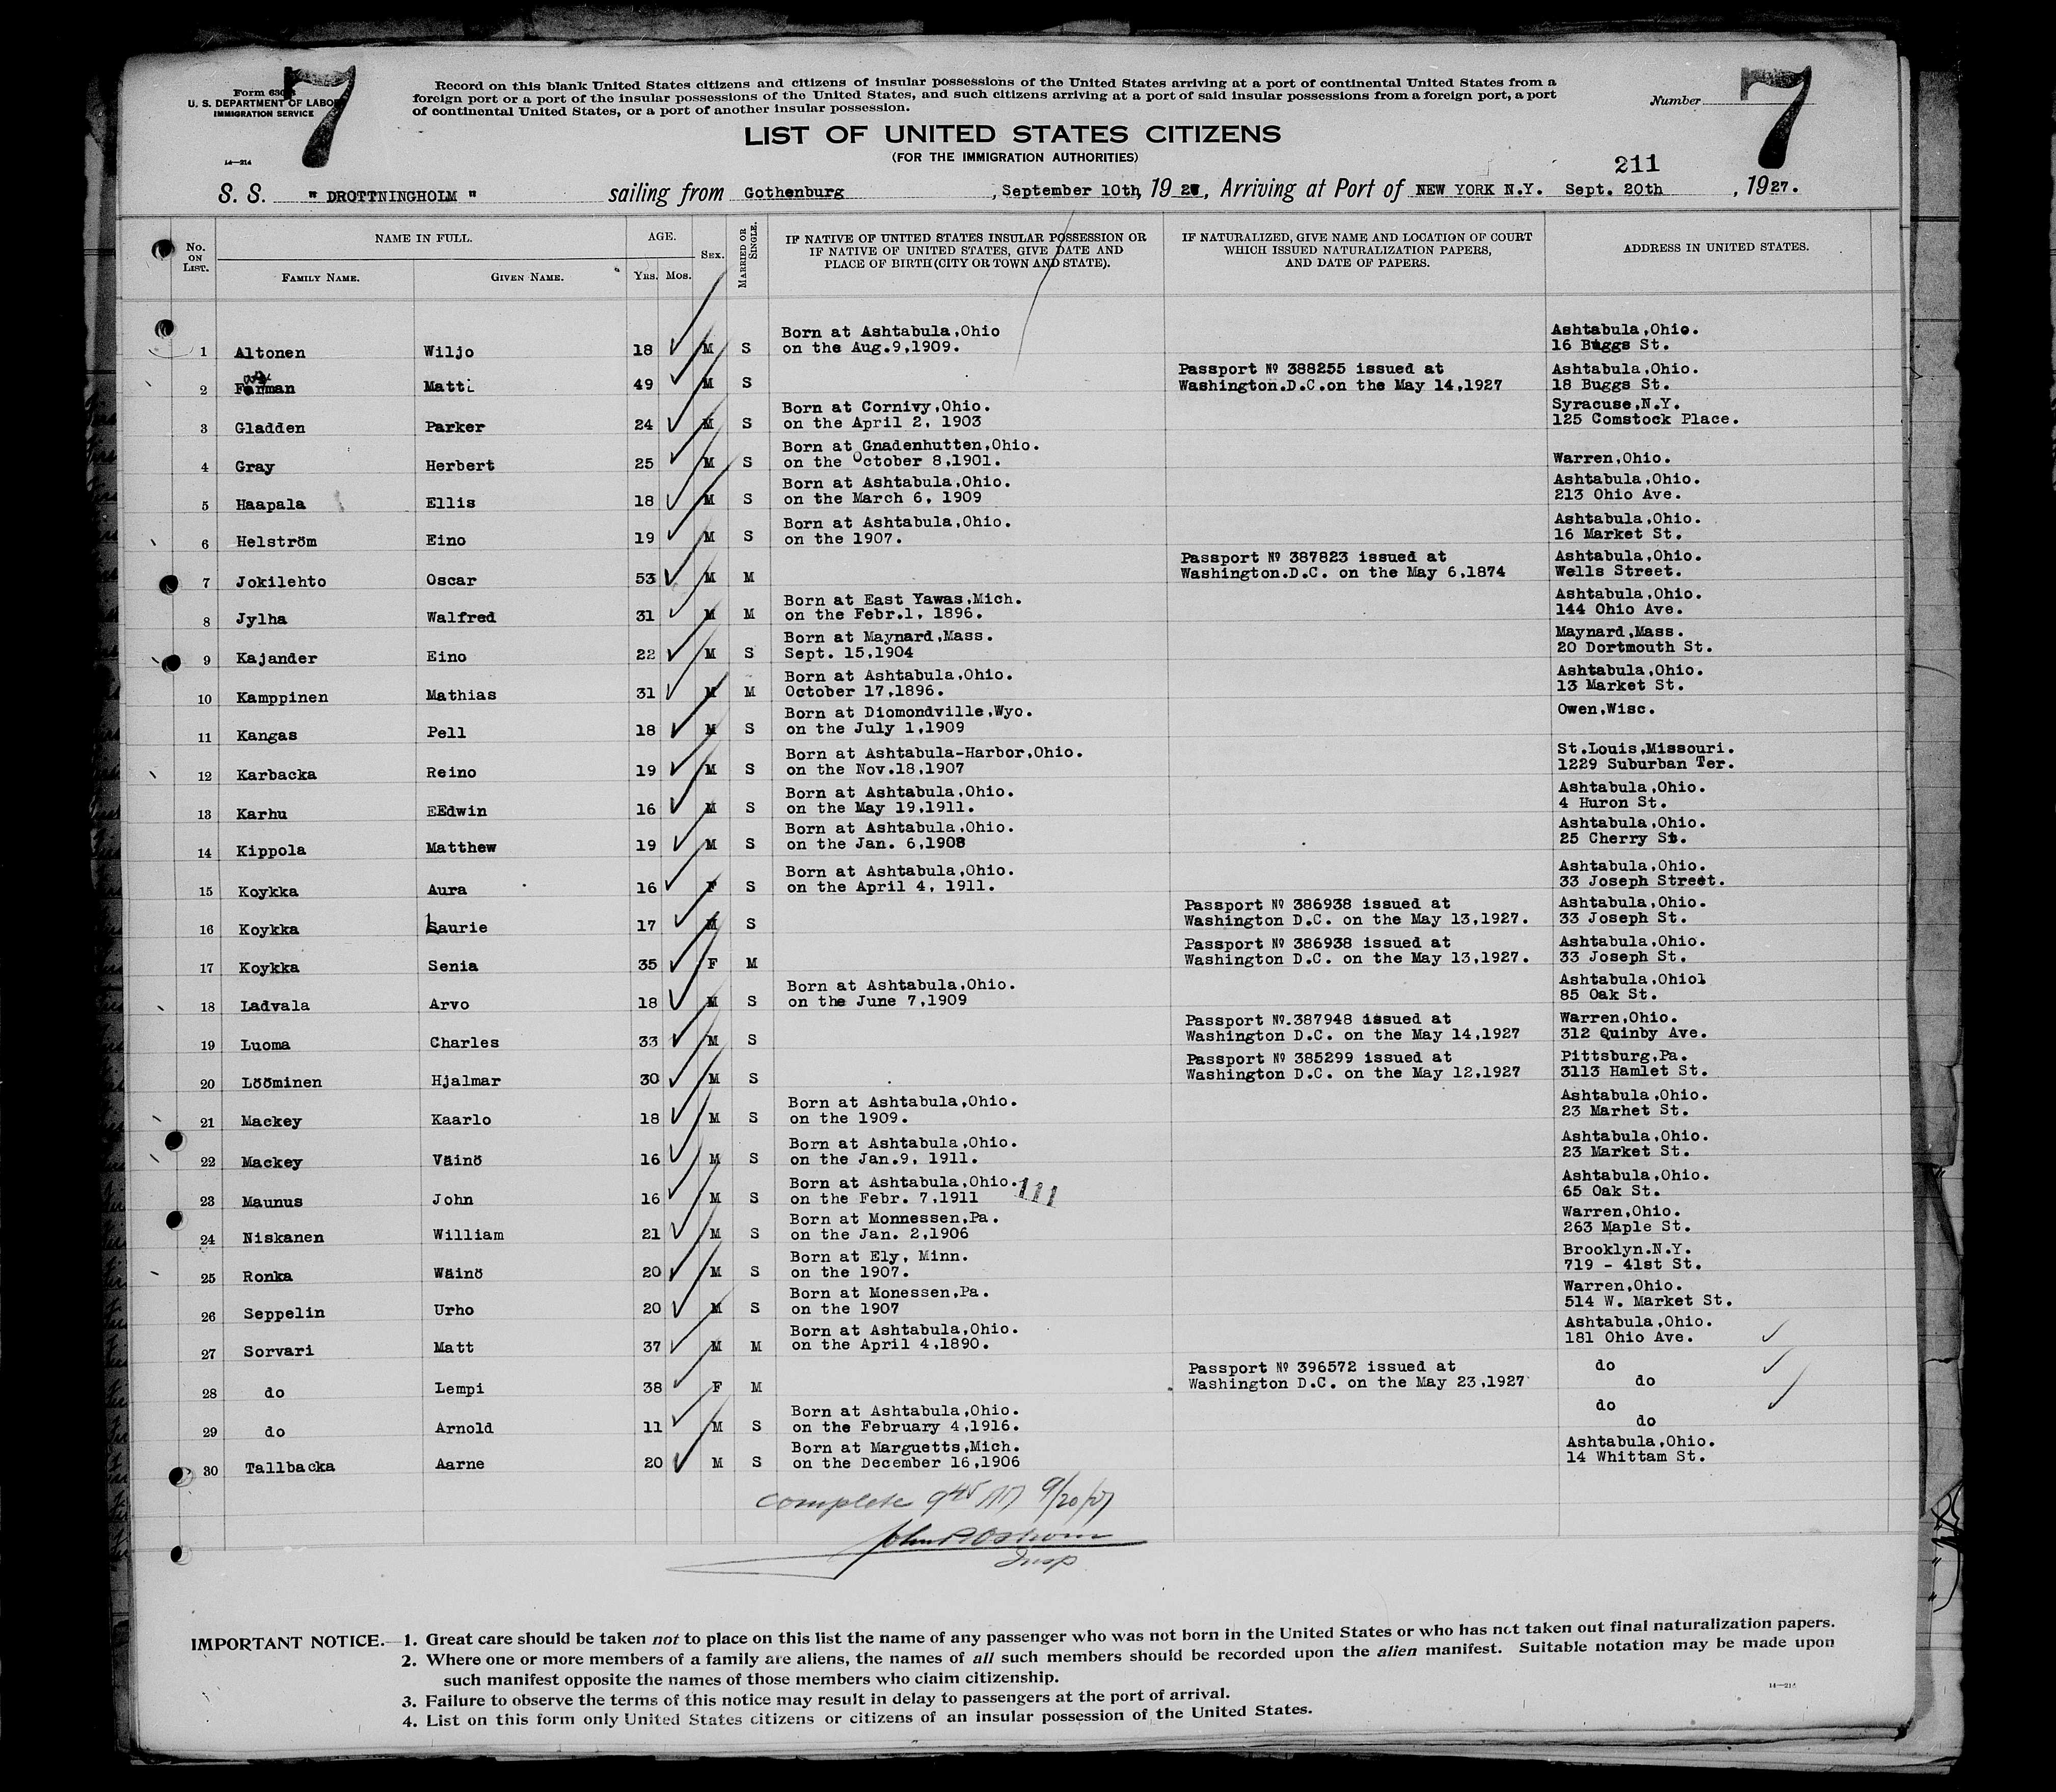 7
7
Form 630
U. S. DEPARTMENT OF LABOR
IMMIGRATION SERVICE
14—214
Record on this blank United States citizens and citizens of insular possessions of the United States arriving at a port of continental United States from a
foreign port or a port of the insular possessions of the United States, and such citizens arriving at a port of said insular possessions from a foreign port, a port
of continental United States, or a port of another insular possession.
Number
LIST OF UNITED STATES CITIZENS
(FOR THE IMMIGRATION AUTHORITIES)
211
S. S. " DROTTNINGHOLM " sailing from Gothenburg, September 10th, 1927, Arriving at Port of NEW YORK N.Y. Sept. 20th, 1927.
No. ON LIST. NAME IN FULL. FAMILY NAME. GIVEN NAME. AGE. YRS. MOS. SEX. MARRIED OR SINGLE. IF NATIVE OF UNITED STATES INSULAR POSSESSION OR IF NATIVE OF UNITED STATES, GIVE DATE AND PLACE OF BIRTH (CITY OR TOWN AND STATE). IF NATURALIZED, GIVE NAME AND LOCATION OF COURT WHICH ISSUED NATURALIZATION PAPERS, AND DATE OF PAPERS. ADDRESS IN UNITED STATES.
1 Altonen Wiljo 18 M S Born at Ashtabula,Ohio on the Aug.9,1909. Ashtabula,Ohio. 16 Buggs St.
2 Matti 49 M S Passport № 388255 issued at Washington.D.C.on the May 14,1927 Ashtabula,Ohio. 18 Buggs St.
3 Gladden Parker 24 M S Born at Cornivy,Ohio. on the April 2, 1903 Syracuse,N.Y. 125 Comstock Place.
4 Gray Herbert 25 M S Born at Gnadenhutten,Ohio. on the October 8,1901. Warren,Ohio.
5 Haapala Ellis 18 M S Born at Ashtabula,Ohio. on the March 6, 1909 Ashtabula,Ohio. 213 Ohio Ave.
6 Helström Eino 19 M S Born at Ashtabula,Ohio. on the 1907. Ashtabula,Ohio. 16 Market St.
7 Jokilehto Oscar 53 M M Passport № 387823 issued at Washington.D.C. on the May 6,1874 Ashtabula,Ohio. Wells Street.
8 Jylha Walfred 31 M M Born at East Yawas,Mich. on the Febr.1, 1896. Ashtabula,Ohio. 144 Ohio Ave.
9 Kajander Eino 22 M S Born at Maynard,Mass. Sept. 15,1904 Maynard,Mass. 20 Dortmouth St.
10 Kamppinen Mathias 31 M M Born at Ashtabula,Ohio. October 17,1896. Ashtabula,Ohio. 13 Market St.
11 Kangas Pell 18 M S Born at Diomondville,Wyo. on the July 1,1909 Owen,Wisc.
12 Karbacka Reino 19 M S Born at Ashtabula-Harbor,Ohio. on the Nov.18,1907 St.Louis,Missouri. 1229 Suburban Ter.
13 Karhu EEdwin 16 M S Born at Ashtabula,Ohio. on the May 19,1911. Ashtabula,Ohio. 4 Huron St.
14 Kippola Matthew 19 M S Born at Ashtabula,Ohio. on the Jan. 6,1908 Ashtabula,Ohio. 25 Cherry St.
15 Koykka Aura 16 F S Born at Ashtabula,Ohio. on the April 4, 1911. Ashtabula,Ohio. 33 Joseph Street.
16 Koykka Laurie 17 M S Passport № 386938 issued at Washington D.C. on the May 13,1927. Ashtabula,Ohio. 33 Joseph St.
17 Koykka Senia 35 F M Passport № 386938 issued at Washington D.C. on the May 13,1927. Ashtabula,Ohio. 33 Joseph St.
18 Ladvala Arvo 18 M S Born at Ashtabula,Ohio. on the June 7,1909 Ashtabula,Ohiol 85 Oak St.
19 Luoma Charles 33 M S Passport №.387948 issued at Washington D.C. on the May 14,1927 Warren,Ohio. 312 Quinby Ave.
20 Lööminen Hjalmar 30 M S Passport № 385299 issued at Washington D.C. on the May 12,1927 Pittsburg,Pa. 3113 Hamlet St.
21 Mackey Kaarlo 18 M S Born at Ashtabula,Ohio. on the 1909. Ashtabula,Ohio. 23 Marhet St.
22 Mackey Väinö 16 M S Born at Ashtabula,Ohio. on the Jan.9, 1911. Ashtabula,Ohio. 23 Market St.
23 Maunus John 16 M S Born at Ashtabula,Ohio. on the Febr. 7,1911 111 Ashtabula,Ohio. 65 Oak St.
24 Niskanen William 21 M S Born at Monnessen,Pa. on the Jan. 2,1906 Warren,Ohio. 263 Maple St.
25 Ronka Wäinö 20 M S Born at Ely, Minn. on the 1907. Brooklyn.N.Y. 719 - 41st St.
26 Seppelin Urho 20 M S Born at Monessen,Pa. on the 1907 Warren,Ohio. 514 W. Market St.
27 Sorvari Matt 37 M M Born at Ashtabula,Ohio. on the April 4,1890. Ashtabula,Ohio. 181 Ohio Ave.
28 do Lempi 38 F M Passport № 396572 issued at Washington D.C. on the May 23,1927 do do
29 do Arnold 11 M S Born at Ashtabula,Ohio. on the February 4,1916. do do
30 Tallbacka Aarne 20 M S Born at Marguetts,Mich. on the December 16,1906 Ashtabula,Ohio. 14 Whittam St.
complete 9 45 9/20/27
Insp
IMPORTANT NOTICE.—1. Great care should be taken not to place on this list the name of any passenger who was not born in the United States or who has not taken out final naturalization papers.
2. Where one or more members of a family are aliens, the names of all such members should be recorded upon the alien manifest. Suitable notation may be made upon
such manifest opposite the names of those members who claim citizenship.
3. Failure to observe the terms of this notice may result in delay to passengers at the port of arrival.
4. List on this form only United States citizens or citizens of an insular possession of the United States.
14—214